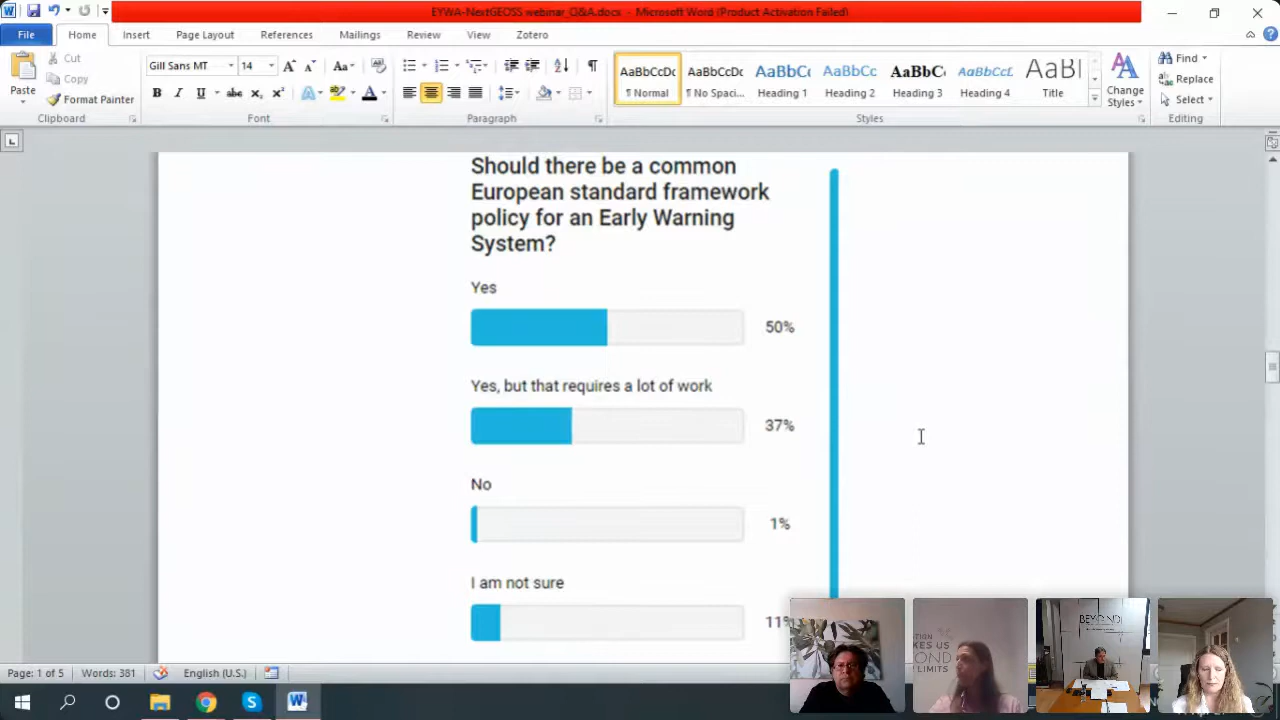 EYWA-NextGEOSS webinar_Q&A.docx - Microsoft Word (Product Activation Failed)
File Home Insert Page Layout References Mailings Review View Zotero
Paste
Cut
Copy
Format Painter
Clipboard
Gill Sans MT 14
Font
Paragraph
AaBbCcDc AaBbCcDc AaBbC AaBbCc AaBbC AaBbCcL AaBl
¶ Normal ¶ No Spaci... Heading 1 Heading 2 Heading 3 Heading 4 Title
Change Styles
Styles
Find
Replace
Select
Editing
Should there be a common
European standard framework
policy for an Early Warning
System?
Yes
50%
Yes, but that requires a lot of work
37%
No
1%
I am not sure
11%
Page: 1 of 5 Words: 381 English (U.S.)
BEYOND